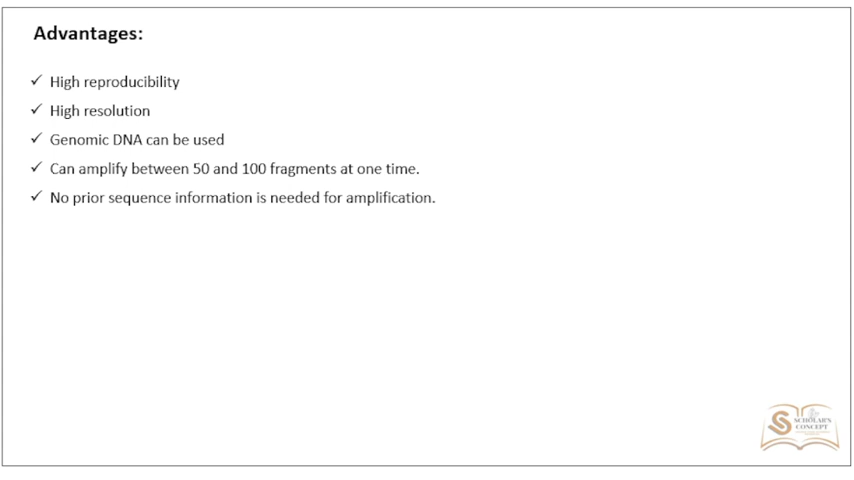 Advantages:
✓ High reproducibility
✓ High resolution
✓ Genomic DNA can be used
✓ Can amplify between 50 and 100 fragments at one time.
✓ No prior sequence information is needed for amplification.
S
SCHOLAR'S
CONCEPT